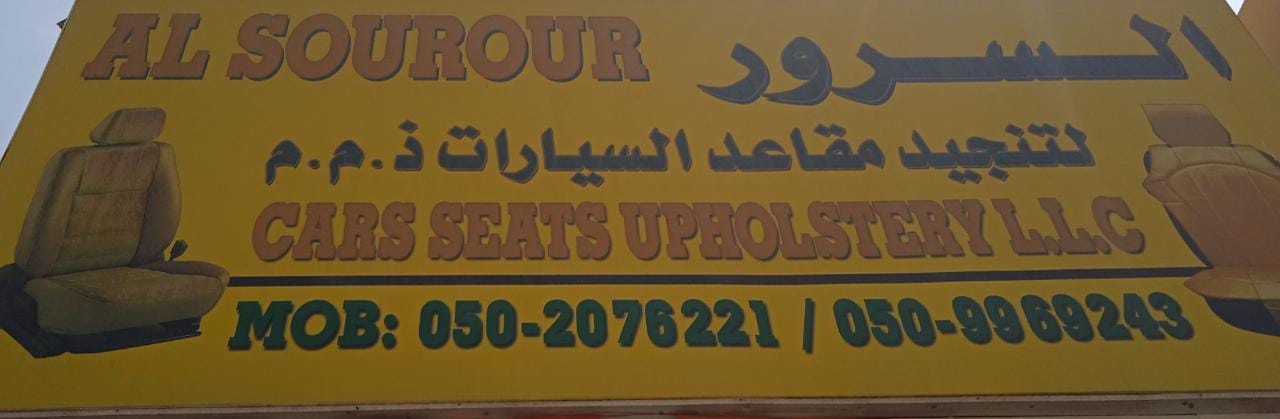 AL SOUROUR السرور
لتنجيد مقاعد السيارات ذ.م.م
CARS SEATS UPHOLSTERY L.L.C
MOB: 050-2076221 / 050-9969243